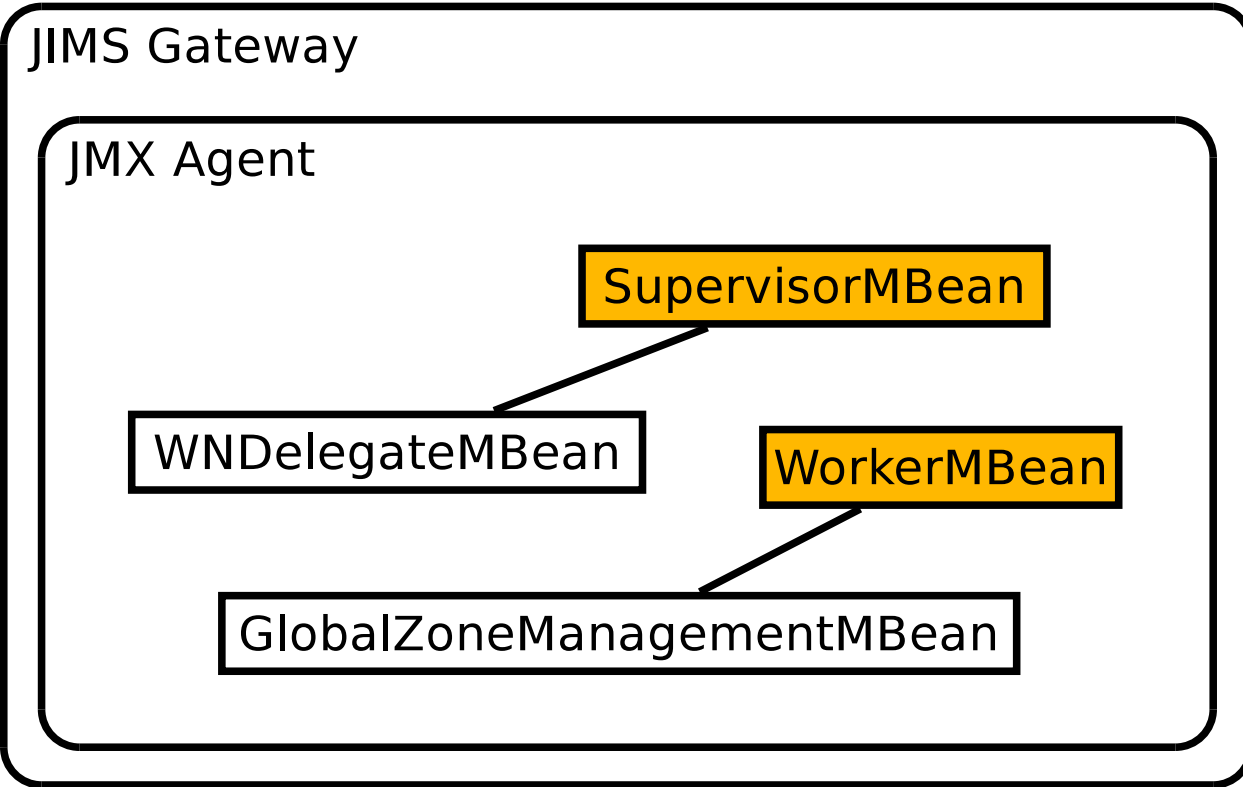 JIMS Gateway
JMX Agent
SupervisorMBean
WNDelegateMBean
WorkerMBean
GlobalZoneManagementMBean